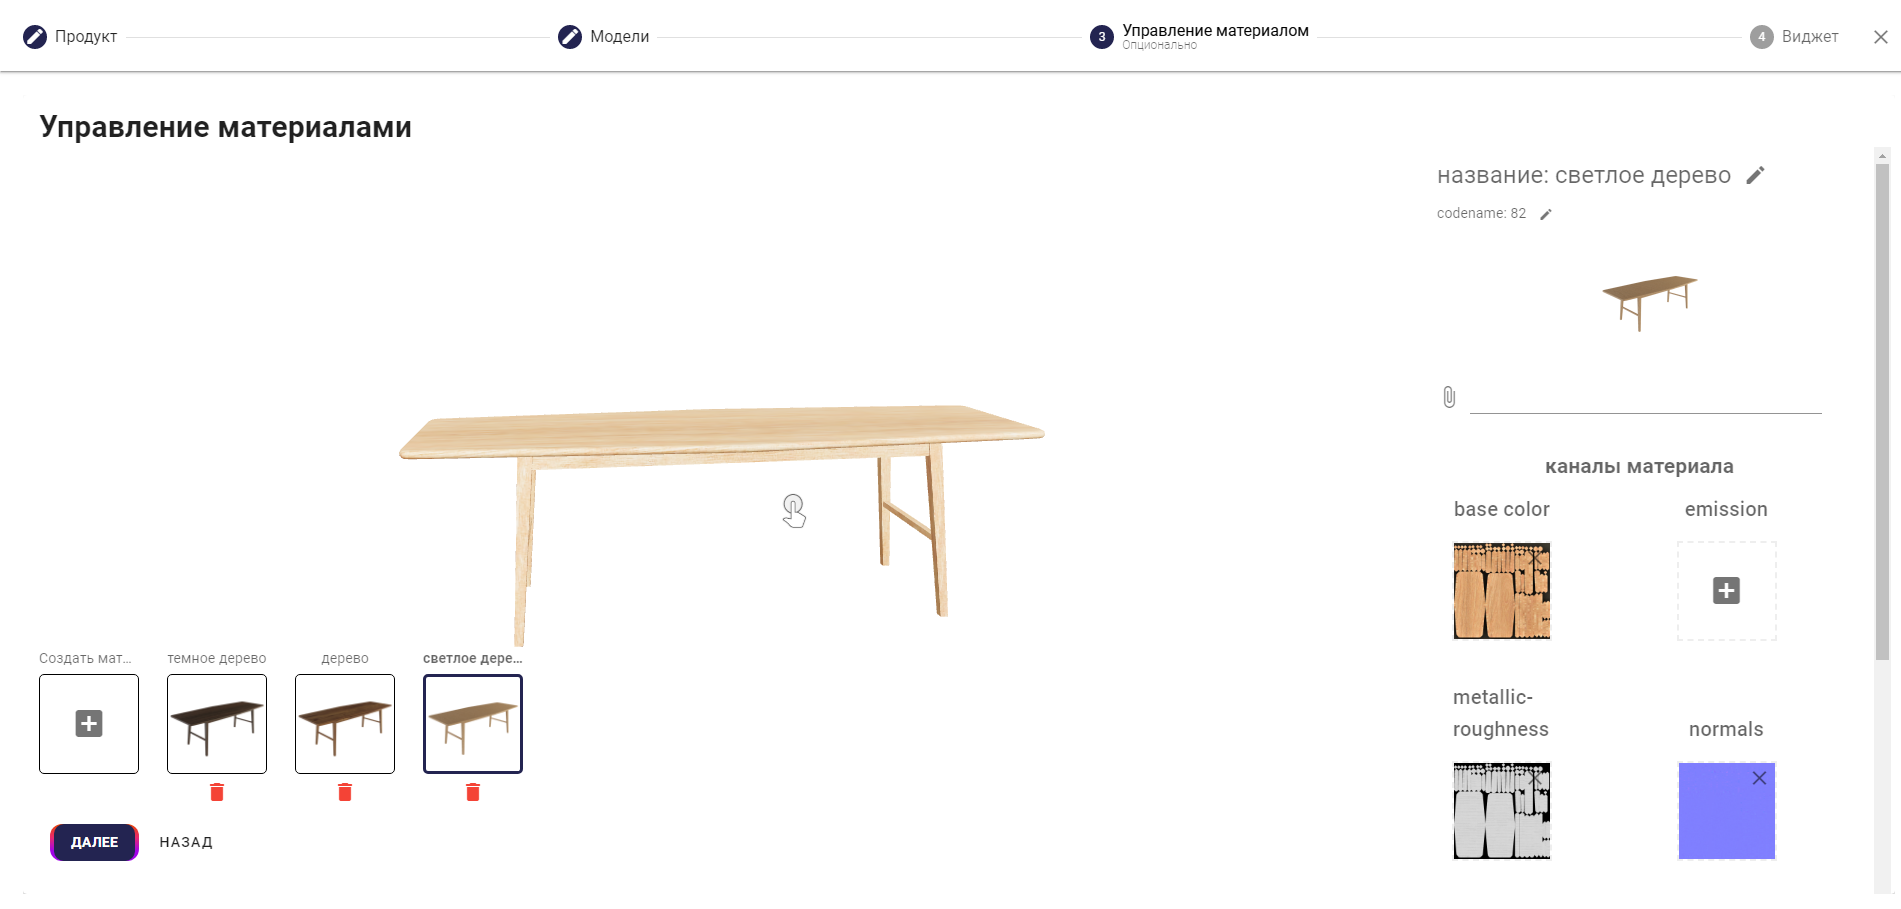 Продукт
Модели
3
Управление материалом
Опционально
4
Виджет
Управление материалами
название: светлое дерево
codename: 82
каналы материала
base color
emission
metallic-
roughness
normals
Создать мат...
темное дерево
дерево
светлое дере...
ДАЛЕЕ
НАЗАД